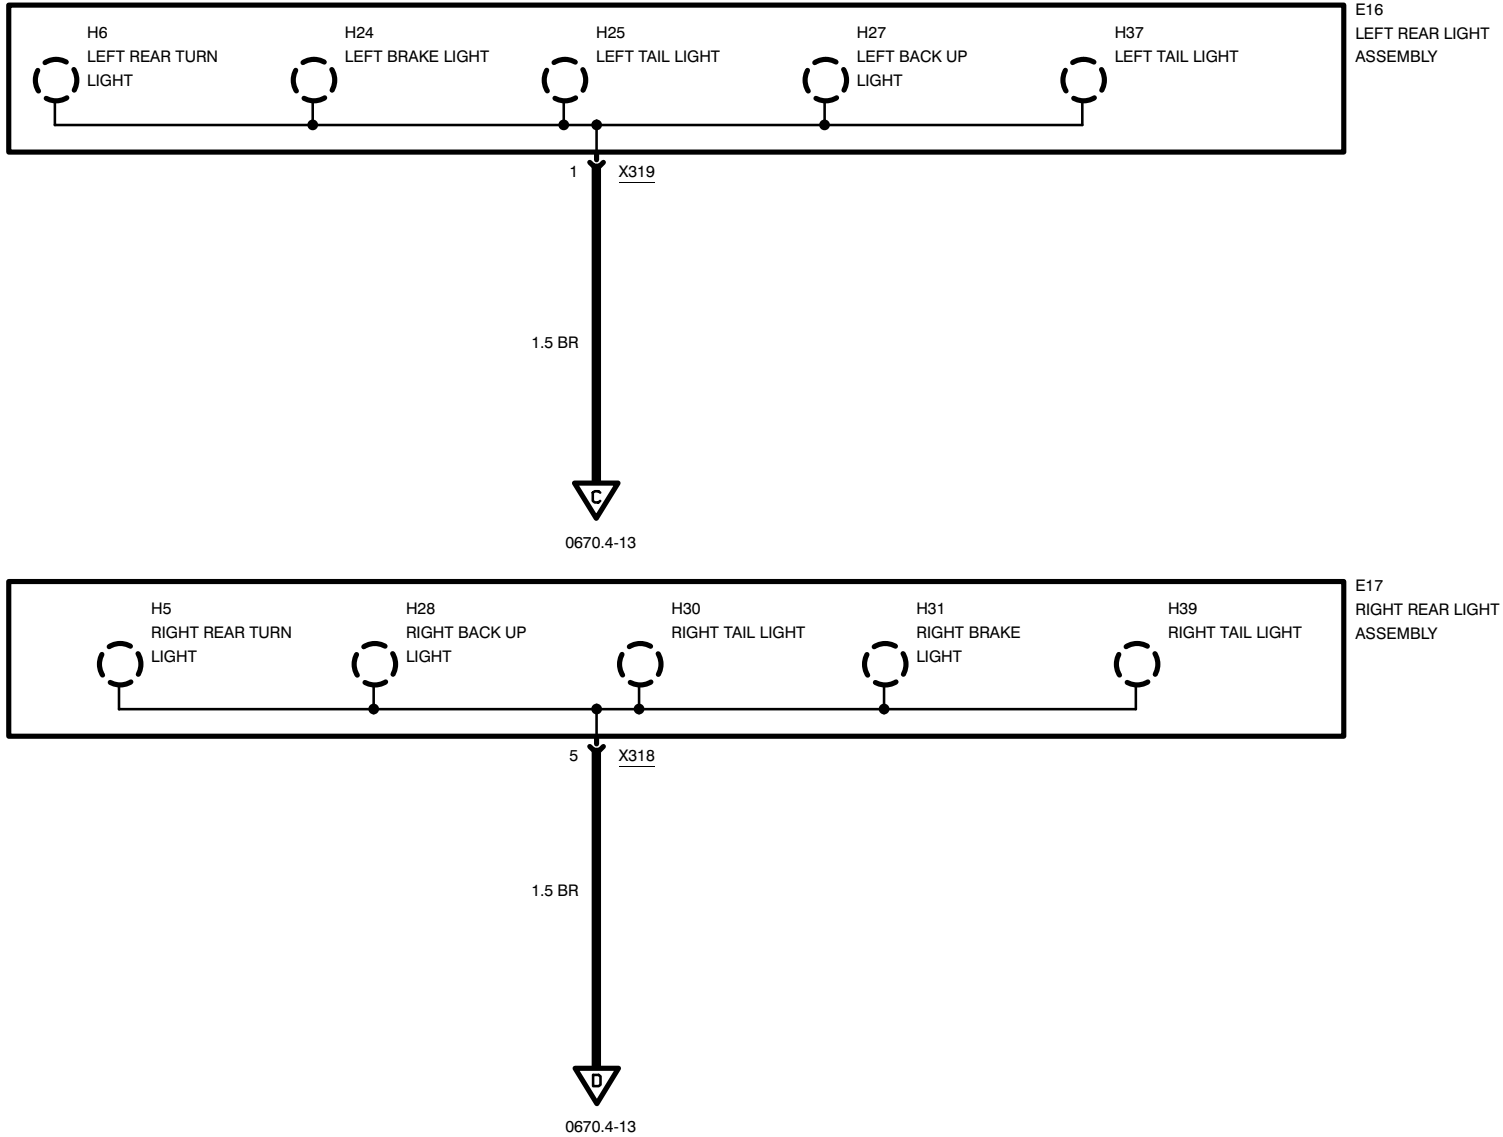 E16
LEFT REAR LIGHT
ASSEMBLY
H6
LEFT REAR TURN
LIGHT
H24
LEFT BRAKE LIGHT
H25
LEFT TAIL LIGHT
H27
LEFT BACK UP
LIGHT
H37
LEFT TAIL LIGHT
1
X319
1.5 BR
C
0670.4-13
E17
RIGHT REAR LIGHT
ASSEMBLY
H5
RIGHT REAR TURN
LIGHT
H28
RIGHT BACK UP
LIGHT
H30
RIGHT TAIL LIGHT
H31
RIGHT BRAKE
LIGHT
H39
RIGHT TAIL LIGHT
5
X318
1.5 BR
D
0670.4-13